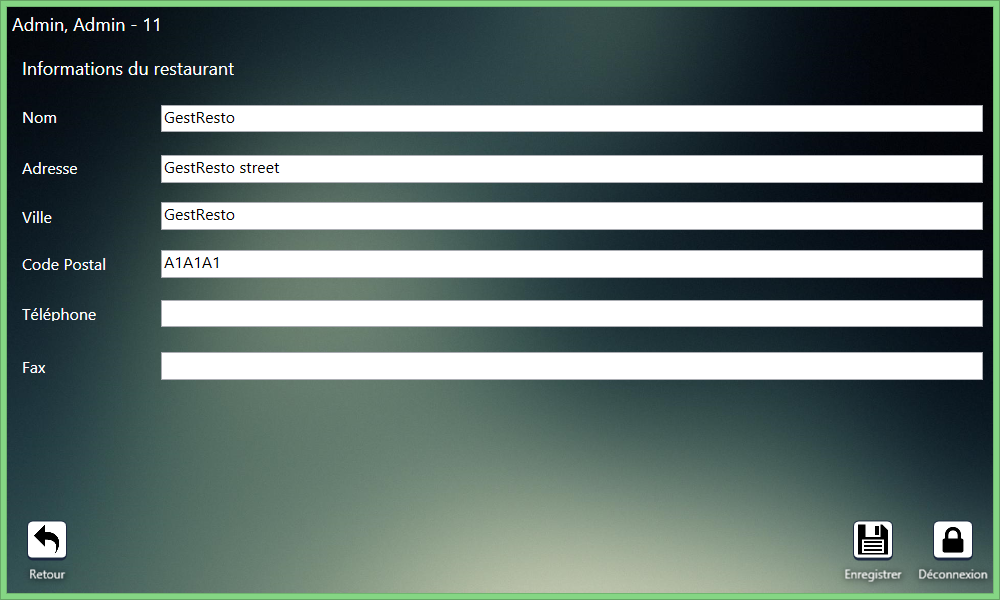 Admin, Admin - 11
Informations du restaurant
Nom GestResto
Adresse GestResto street
Ville GestResto
Code Postal A1A1A1
Téléphone
Fax
Retour Enregistrer Déconnexion